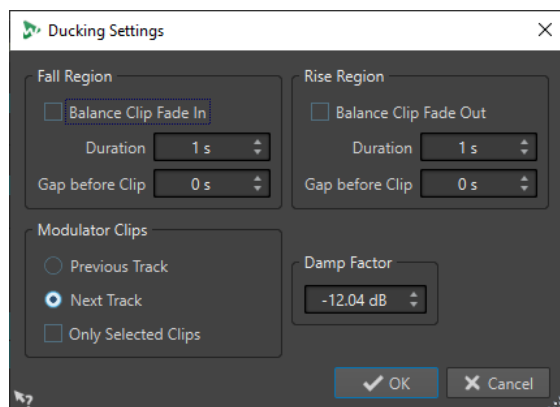 Ducking Settings
Fall Region
Balance Clip Fade In
Duration 1 s
Gap before Clip 0 s
Rise Region
Balance Clip Fade Out
Duration 1 s
Gap before Clip 0 s
Modulator Clips
Previous Track
Next Track
Only Selected Clips
Damp Factor
-12.04 dB
OK
Cancel